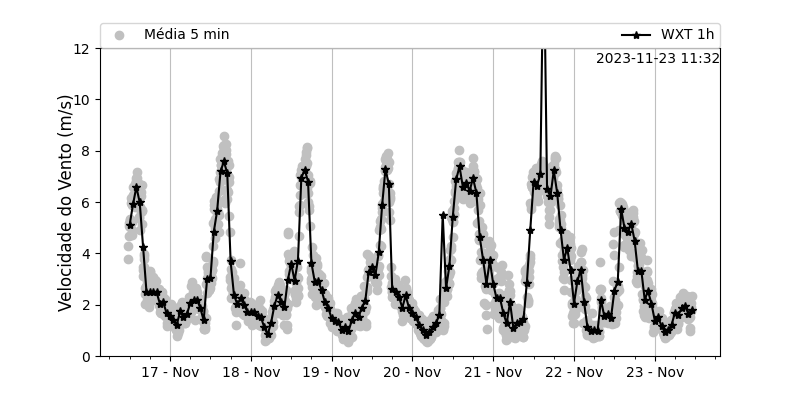 Média 5 min
WXT 1h
2023-11-23 11:32
Velocidade do Vento (m/s)
12
10
8
6
4
2
0
17 - Nov
18 - Nov
19 - Nov
20 - Nov
21 - Nov
22 - Nov
23 - Nov